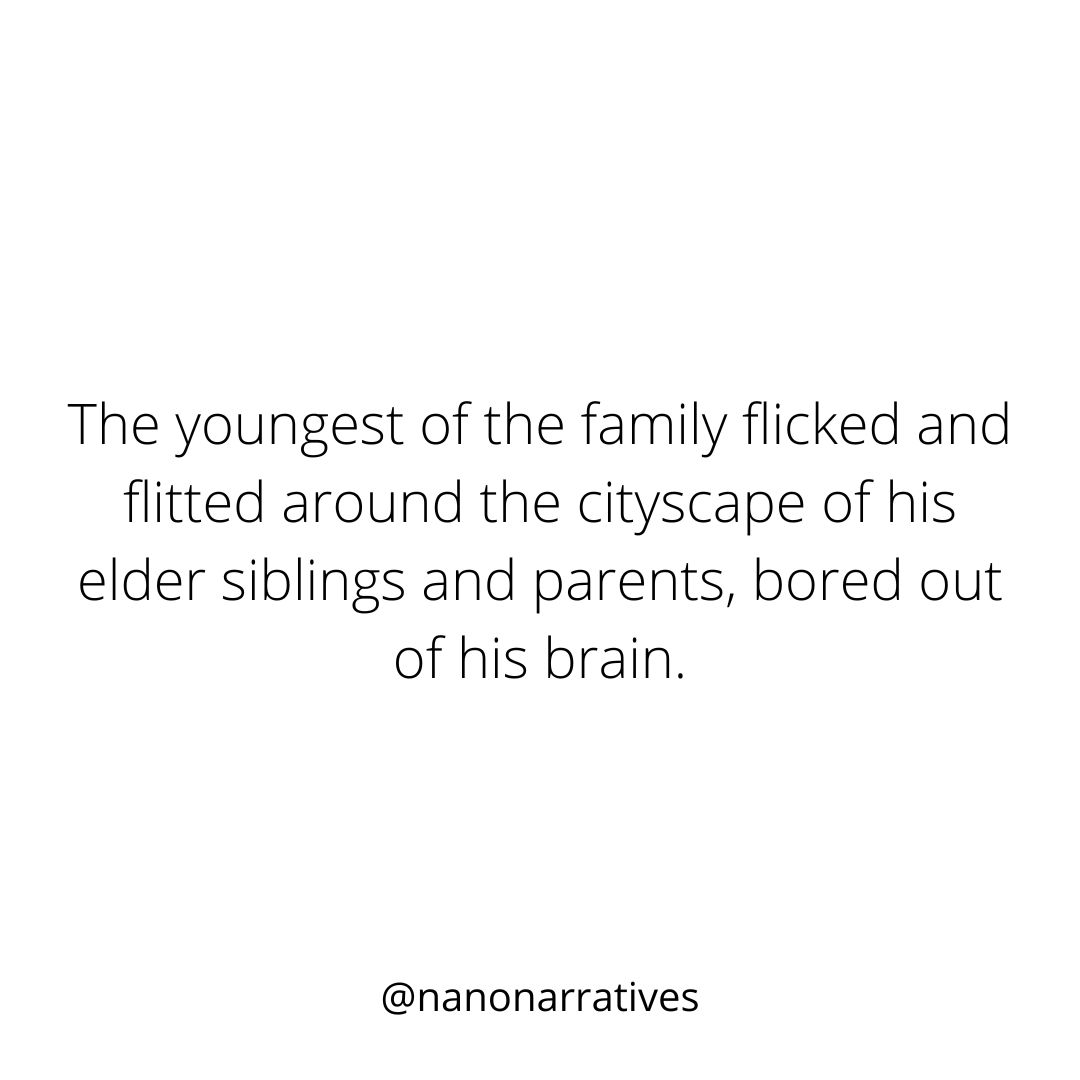 The youngest of the family flicked and
flitted around the cityscape of his
elder siblings and parents, bored out
of his brain.
@nanonarratives